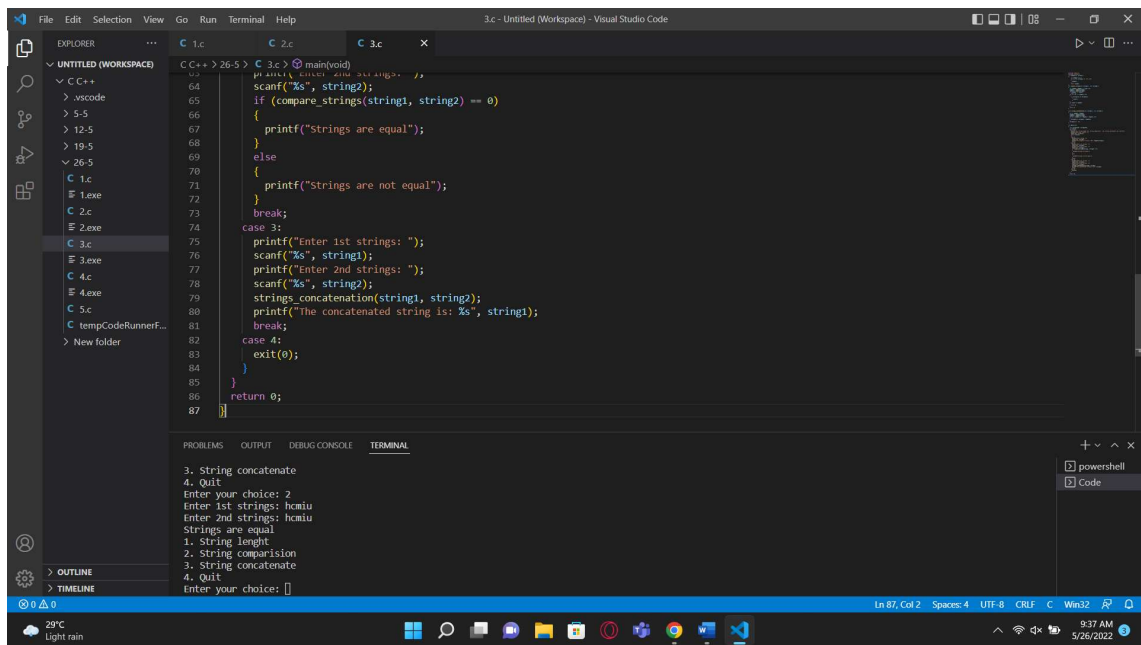 File Edit Selection View Go Run Terminal Help 3.c - Untitled (Workspace) - Visual Studio Code
EXPLORER ···
1.c 2.c 3.c
UNTITLED (WORKSPACE)
C C++
.vscode
5-5
12-5
19-5
26-5
1.c
1.exe
2.c
2.exe
3.c
3.exe
4.c
4.exe
5.c
tempCodeRunnerF...
New folder
OUTLINE
TIMELINE
C C++ > 26-5 > C 3.c > main(void)
63 printf("Enter 2nd strings: ");
64 scanf("%s", string2);
65 if (compare_strings(string1, string2) == 0)
66 {
67 printf("Strings are equal");
68 }
69 else
70 {
71 printf("Strings are not equal");
72 }
73 break;
74 case 3:
75 printf("Enter 1st strings: ");
76 scanf("%s", string1);
77 printf("Enter 2nd strings: ");
78 scanf("%s", string2);
79 strings_concatenation(string1, string2);
80 printf("The concatenated string is: %s", string1);
81 break;
82 case 4:
83 exit(0);
84 }
85 }
86 return 0;
87 }
PROBLEMS OUTPUT DEBUG CONSOLE TERMINAL
3. String concatenate
4. Quit
Enter your choice: 2
Enter 1st strings: hcmiu
Enter 2nd strings: hcmiu
Strings are equal
1. String lenght
2. String comparision
3. String concatenate
4. Quit
Enter your choice:
powershell
Code
0 0 Ln 87, Col 2 Spaces: 4 UTF-8 CRLF C Win32
29°C
Light rain
9:37 AM
5/26/2022
3